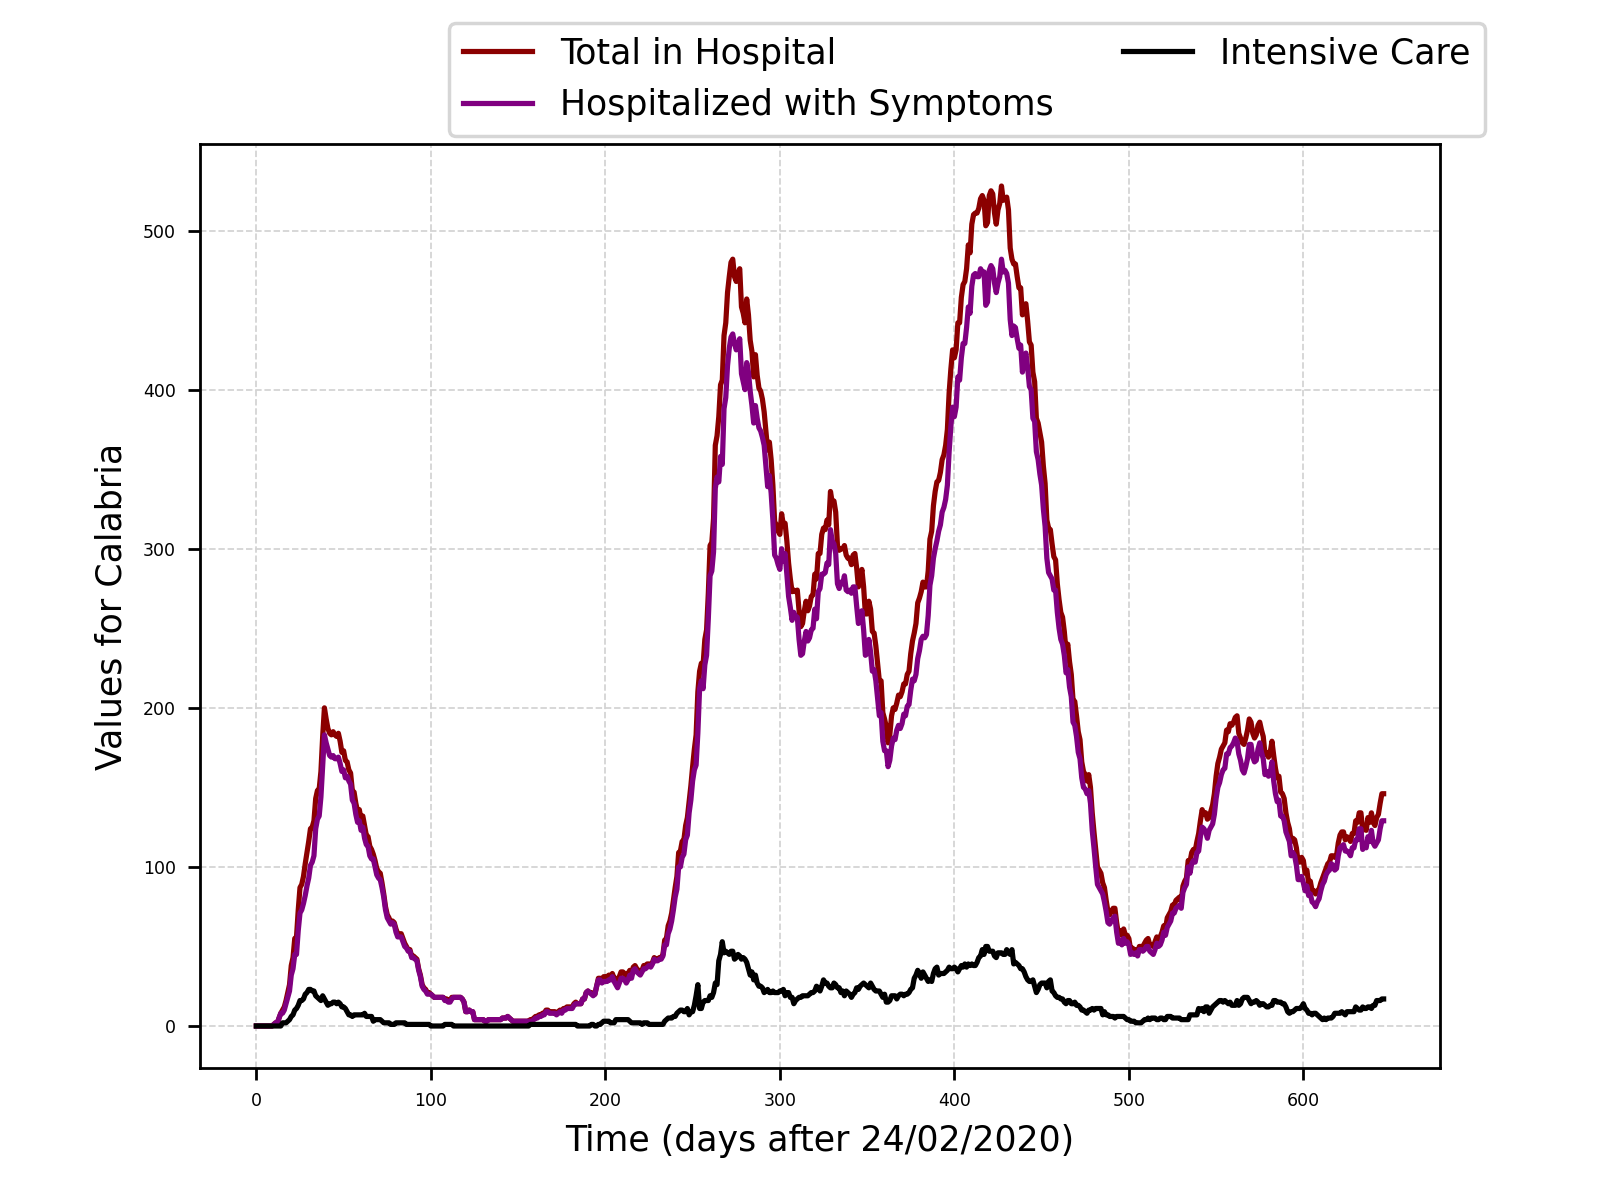 Total in Hospital
Hospitalized with Symptoms
Intensive Care
Values for Calabria
500
400
300
200
100
0
0 100 200 300 400 500 600
Time (days after 24/02/2020)